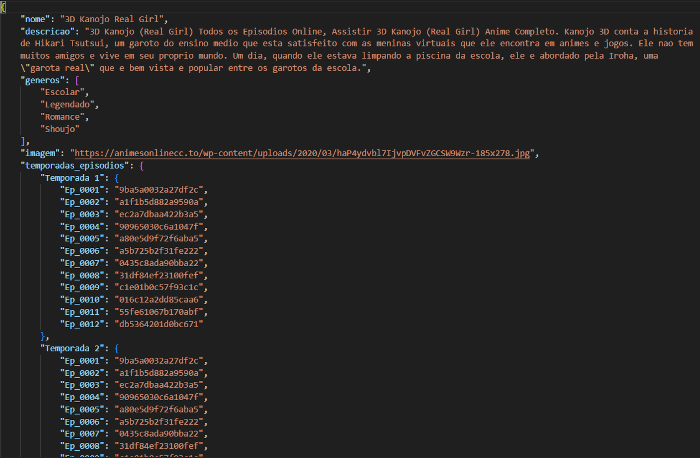 {
"nome": "3D Kanojo Real Girl",
"descricao": "3D Kanojo (Real Girl) Todos os Episodios Online, Assistir 3D Kanojo (Real Girl) Anime Completo. Kanojo 3D conta a historia
de Hikari Tsutsui, um garoto do ensino medio que esta satisfeito com as meninas virtuais que ele encontra em animes e jogos. Ele nao tem
muitos amigos e vive em seu proprio mundo. Um dia, quando ele estava limpando a piscina da escola, ele e abordado pela Iroha, uma
\"garota real\" que e bem vista e popular entre os garotos da escola.",
"generos": [
"Escolar",
"Legendado",
"Romance",
"Shoujo"
],
"imagem": "https://animesonlinecc.to/wp-content/uploads/2020/03/haP4ydvbl7IjvpDVFvZGCSW9Wzr-185x278.jpg",
"temporadas_episodios": {
"Temporada 1": {
"Ep_0001": "9ba5a0032a27df2c",
"Ep_0002": "a1f1b5d882a9590a",
"Ep_0003": "ec2a7dbaa422b3a5",
"Ep_0004": "90965030c6a1047f",
"Ep_0005": "a80e5d9f72f6aba5",
"Ep_0006": "a5b725b2f31fe222",
"Ep_0007": "0435c8ada90bba22",
"Ep_0008": "31df84ef23100fef",
"Ep_0009": "c1e01b0c57f93c1c",
"Ep_0010": "016c12a2dd85caa6",
"Ep_0011": "55fe61067b170abf",
"Ep_0012": "db5364201d0bc671"
},
"Temporada 2": {
"Ep_0001": "9ba5a0032a27df2c",
"Ep_0002": "a1f1b5d882a9590a",
"Ep_0003": "ec2a7dbaa422b3a5",
"Ep_0004": "90965030c6a1047f",
"Ep_0005": "a80e5d9f72f6aba5",
"Ep_0006": "a5b725b2f31fe222",
"Ep_0007": "0435c8ada90bba22",
"Ep_0008": "31df84ef23100fef",